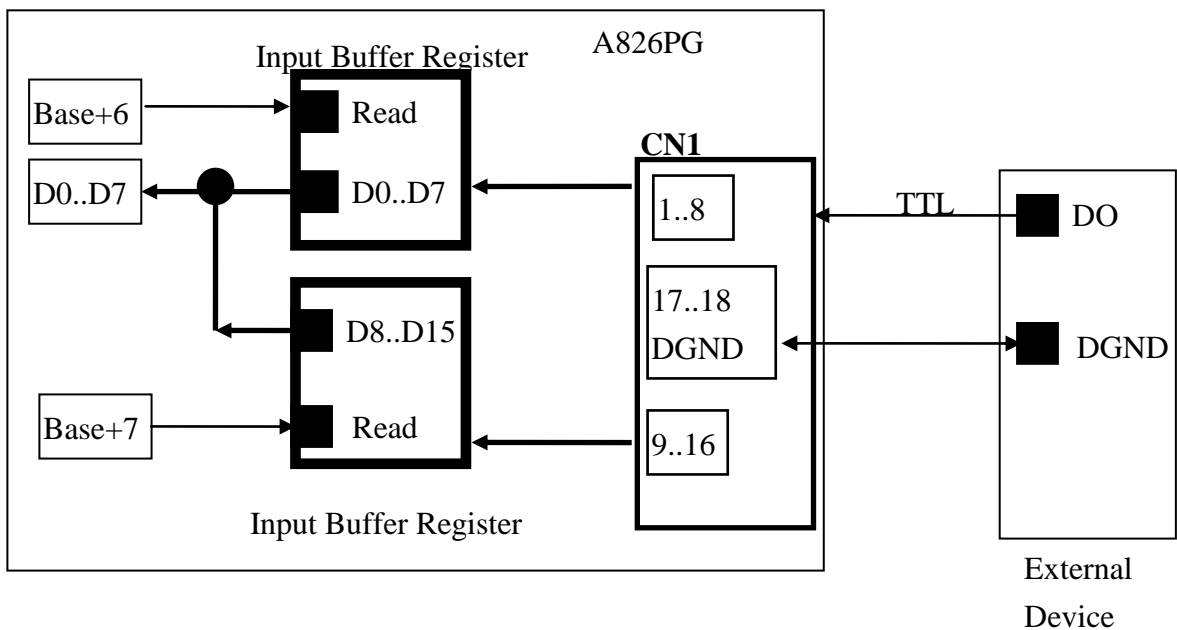 A826PG
Input Buffer Register
Base+6
Read
D0..D7
D0..D7
D8..D15
Base+7
Read
Input Buffer Register
CN1
1..8
17..18
DGND
9..16
TTL
DO
DGND
External
Device